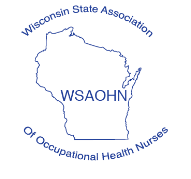 Wisconsin State Association
WSAOHN
Of Occupational Health Nurses